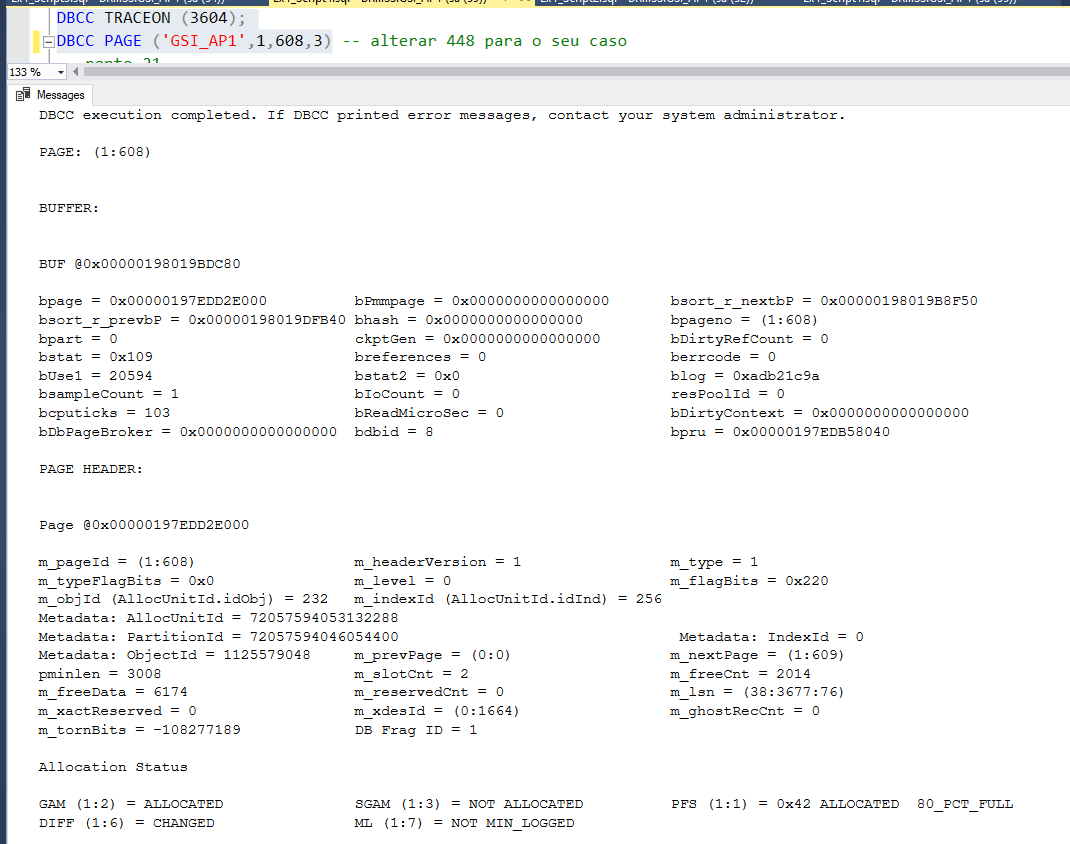 DBCC TRACEON (3604);
DBCC PAGE ('GSI_AP1',1,608,3) -- alterar 448 para o seu caso
133 %
Messages
DBCC execution completed. If DBCC printed error messages, contact your system administrator.
PAGE: (1:608)
BUFFER:
BUF @0x00000198019BDC80
bpage = 0x00000197EDD2E000 bPmmpage = 0x0000000000000000 bsort_r_nextbP = 0x00000198019B8F50
bsort_r_prevbP = 0x00000198019DFB40 bhash = 0x0000000000000000 bpageno = (1:608)
bpart = 0 ckptGen = 0x0000000000000000 bDirtyRefCount = 0
bstat = 0x109 breferences = 0 berrcode = 0
bUse1 = 20594 bstat2 = 0x0 blog = 0xadb21c9a
bsampleCount = 1 bIoCount = 0 resPoolId = 0
bcputicks = 103 bReadMicroSec = 0 bDirtyContext = 0x0000000000000000
bDbPageBroker = 0x0000000000000000 bdbid = 8 bpru = 0x00000197EDB58040
PAGE HEADER:
Page @0x00000197EDD2E000
m_pageId = (1:608) m_headerVersion = 1 m_type = 1
m_typeFlagBits = 0x0 m_level = 0 m_flagBits = 0x220
m_objId (AllocUnitId.idObj) = 232 m_indexId (AllocUnitId.idInd) = 256
Metadata: AllocUnitId = 72057594053132288
Metadata: PartitionId = 72057594046054400 Metadata: IndexId = 0
Metadata: ObjectId = 1125579048 m_prevPage = (0:0) m_nextPage = (1:609)
pminlen = 3008 m_slotCnt = 2 m_freeCnt = 2014
m_freeData = 6174 m_reservedCnt = 0 m_lsn = (38:3677:76)
m_xactReserved = 0 m_xdesId = (0:1664) m_ghostRecCnt = 0
m_tornBits = -108277189 DB Frag ID = 1
Allocation Status
GAM (1:2) = ALLOCATED SGAM (1:3) = NOT ALLOCATED PFS (1:1) = 0x42 ALLOCATED 80_PCT_FULL
DIFF (1:6) = CHANGED ML (1:7) = NOT MIN_LOGGED